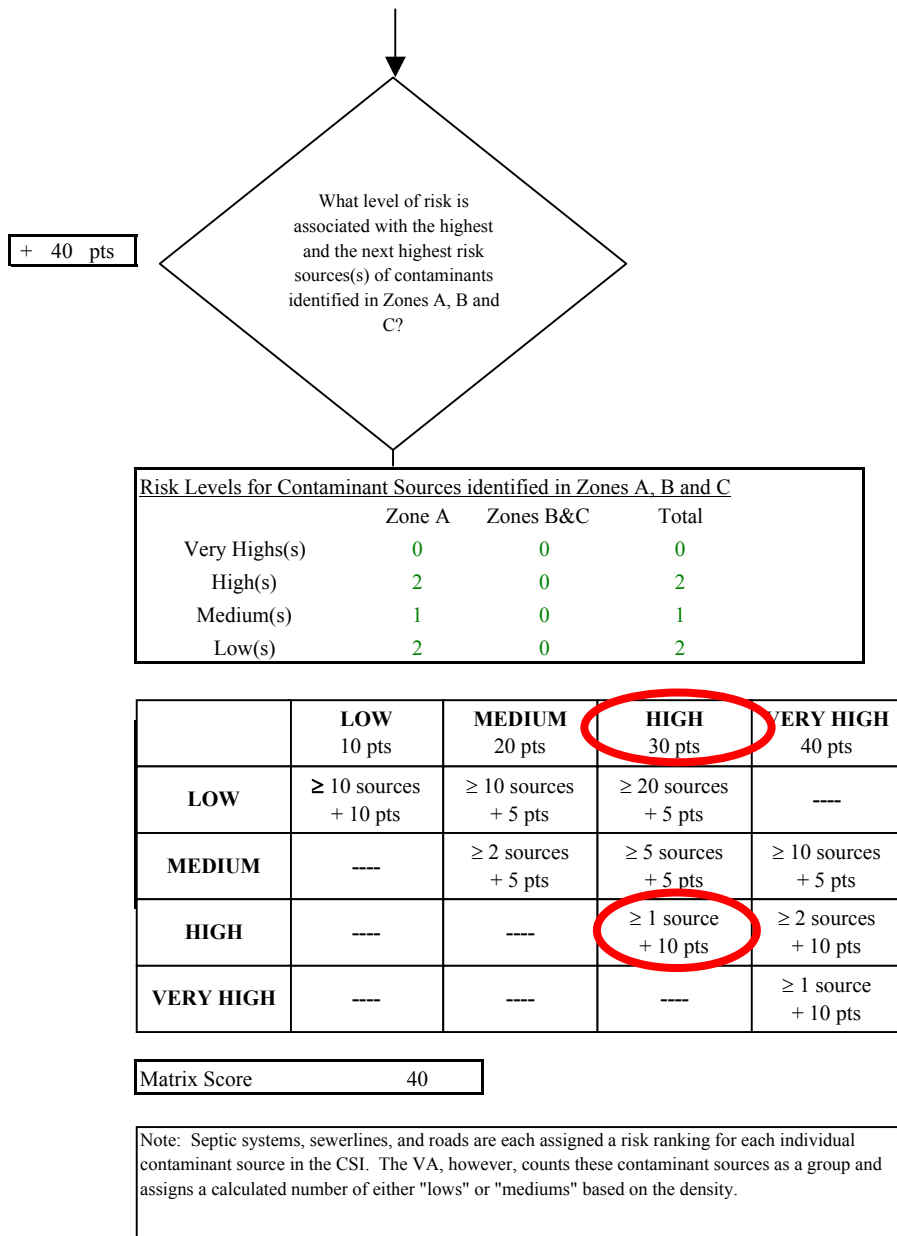 What level of risk is
associated with the highest
and the next highest risk
sources(s) of contaminants
identified in Zones A, B and
C?
+ 40 pts
Risk Levels for Contaminant Sources identified in Zones A, B and C
Zone A Zones B&C Total
Very Highs(s) 0 0 0
High(s) 2 0 2
Medium(s) 1 0 1
Low(s) 2 0 2
LOW MEDIUM HIGH VERY HIGH
10 pts 20 pts 30 pts 40 pts
LOW ≥ 10 sources ≥ 10 sources ≥ 20 sources ----
+ 10 pts + 5 pts + 5 pts
MEDIUM ---- ≥ 2 sources ≥ 5 sources ≥ 10 sources
+ 5 pts + 5 pts + 5 pts
HIGH ---- ---- ≥ 1 source ≥ 2 sources
+ 10 pts + 10 pts
VERY HIGH ---- ---- ---- ≥ 1 source
+ 10 pts
Matrix Score 40
Note: Septic systems, sewerlines, and roads are each assigned a risk ranking for each individual
contaminant source in the CSI. The VA, however, counts these contaminant sources as a group and
assigns a calculated number of either "lows" or "mediums" based on the density.